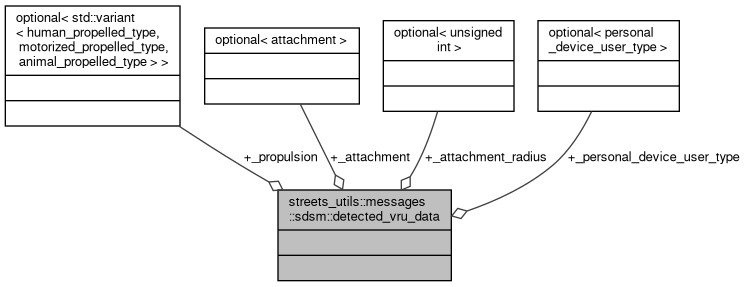 optional< std::variant
< human_propelled_type,
motorized_propelled_type,
animal_propelled_type > >
optional< attachment >
optional< unsigned
int >
optional< personal
_device_user_type >
+_propulsion
+_attachment
+_attachment_radius
+_personal_device_user_type
streets_utils::messages
::sdsm::detected_vru_data